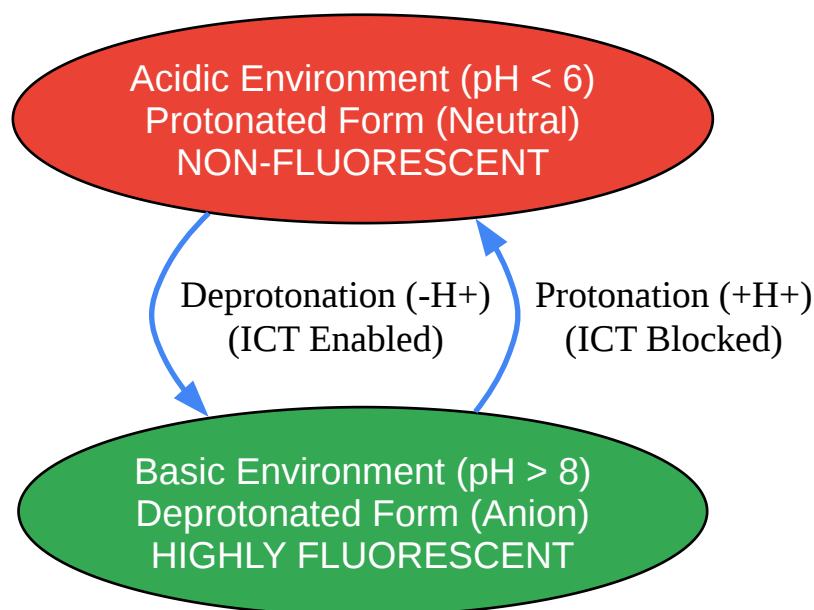 Acidic Environment (pH < 6)
Protonated Form (Neutral)
NON-FLUORESCENT
Deprotonation (-H+)
(ICT Enabled)
Protonation (+H+)
(ICT Blocked)
Basic Environment (pH > 8)
Deprotonated Form (Anion)
HIGHLY FLUORESCENT